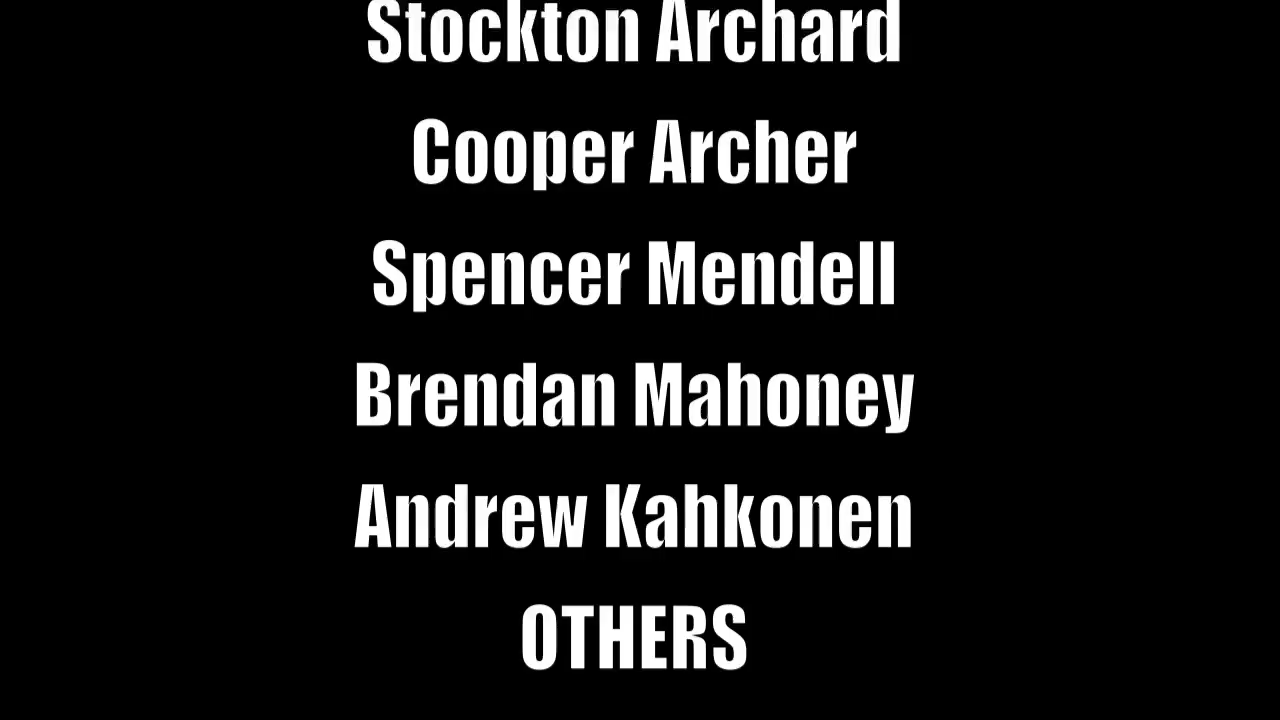 Stockton Archard
Cooper Archer
Spencer Mendell
Brendan Mahoney
Andrew Kahkonen
OTHERS